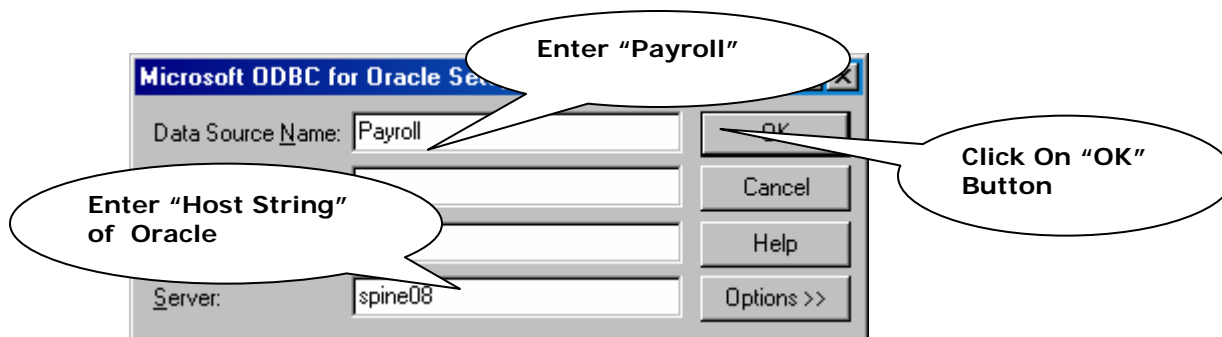 Enter “Payroll”
Microsoft ODBC for Oracle
Data Source Name: Payroll
OK
Click On “OK”
Button
Cancel
Enter “Host String”
of Oracle
Help
Server: spine08
Options >>